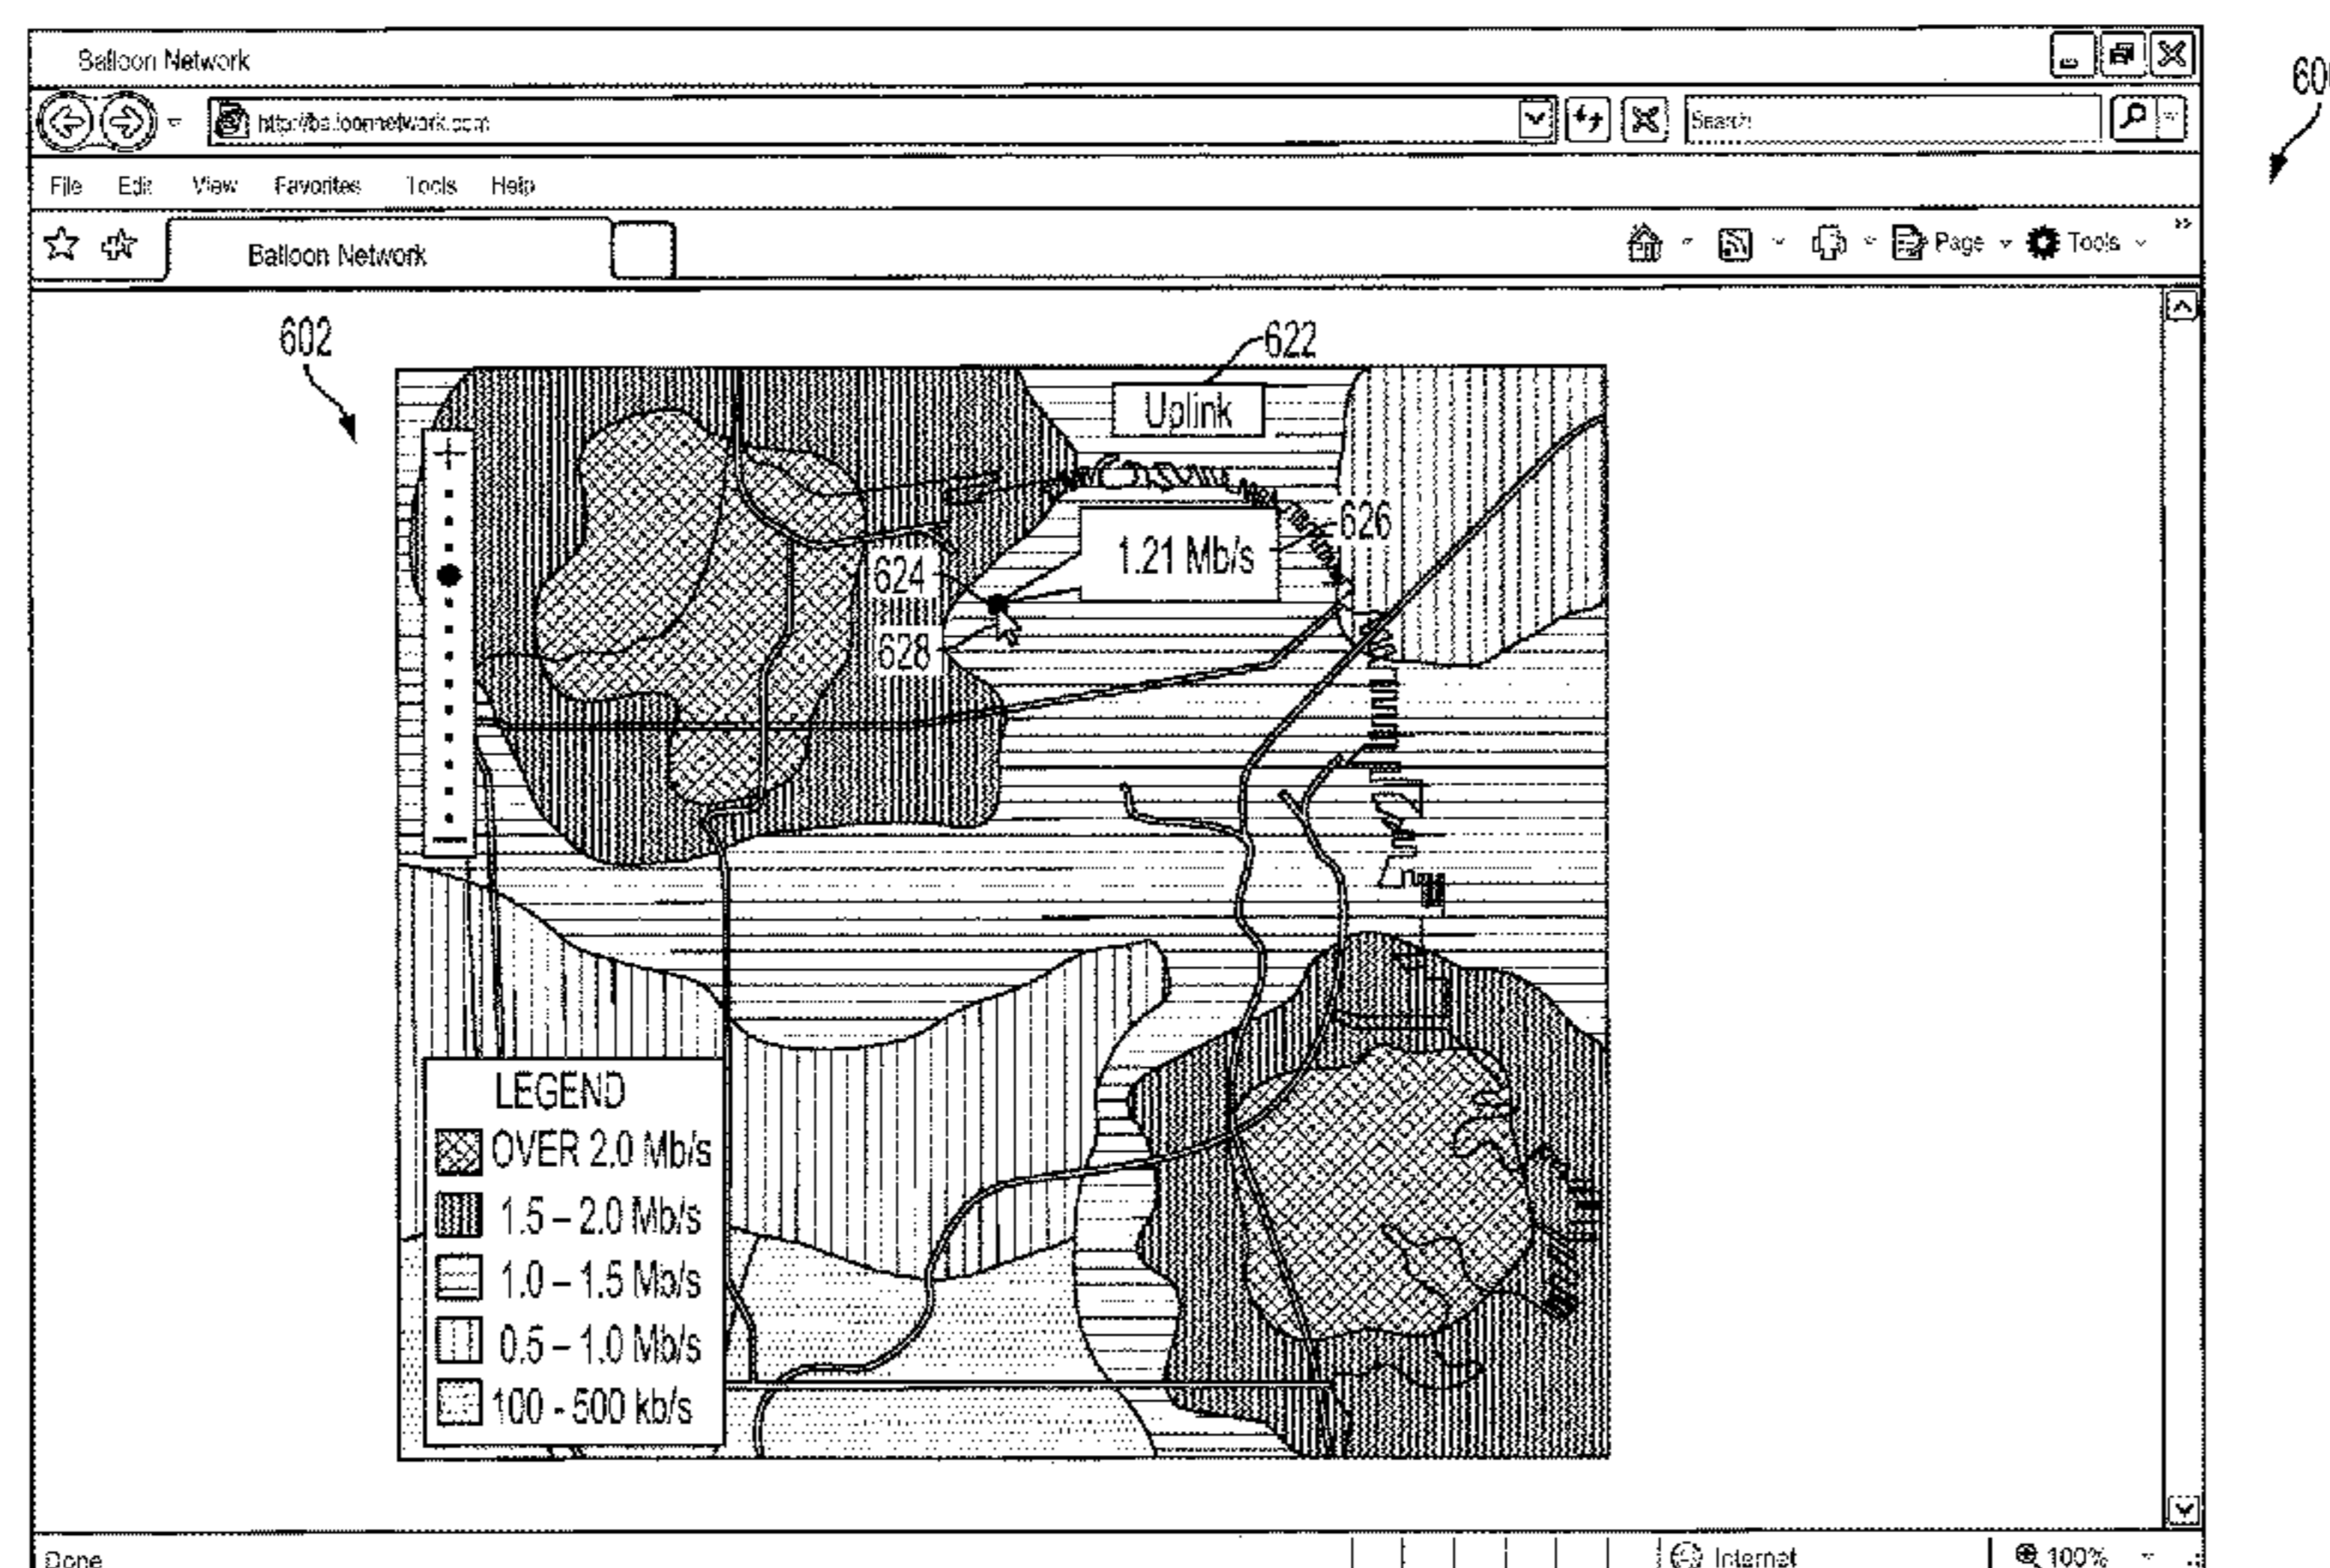 Balloon Network
http://balloonnetwork.com
Search
File Edit View Favorites Tools Help
Balloon Network
Page Tools
602
622
Uplink
626
1.21 Mb/s
624
628
LEGEND
OVER 2.0 Mb/s
1.5 – 2.0 Mb/s
1.0 – 1.5 Mb/s
0.5 – 1.0 Mb/s
100 - 500 kb/s
Done Internet 100%